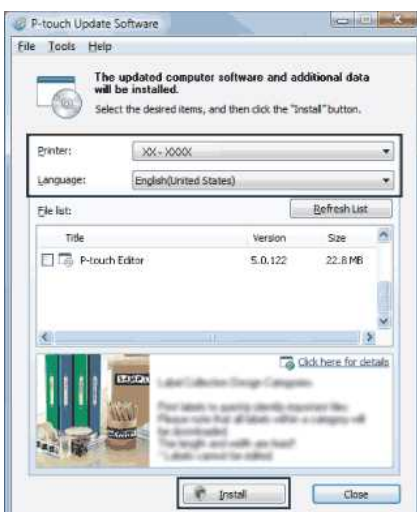 P-touch Update Software
File Tools Help
The updated computer software and additional data
will be installed.
Select the desired items, and then click the "Install" button.
Printer: XX-XXXX
Language: English(United States)
File list: Refresh List
Title Version Size
P-touch Editor 5.0.122 22.8 MB
Click here for details
Label Collection Design Categories
Install Close